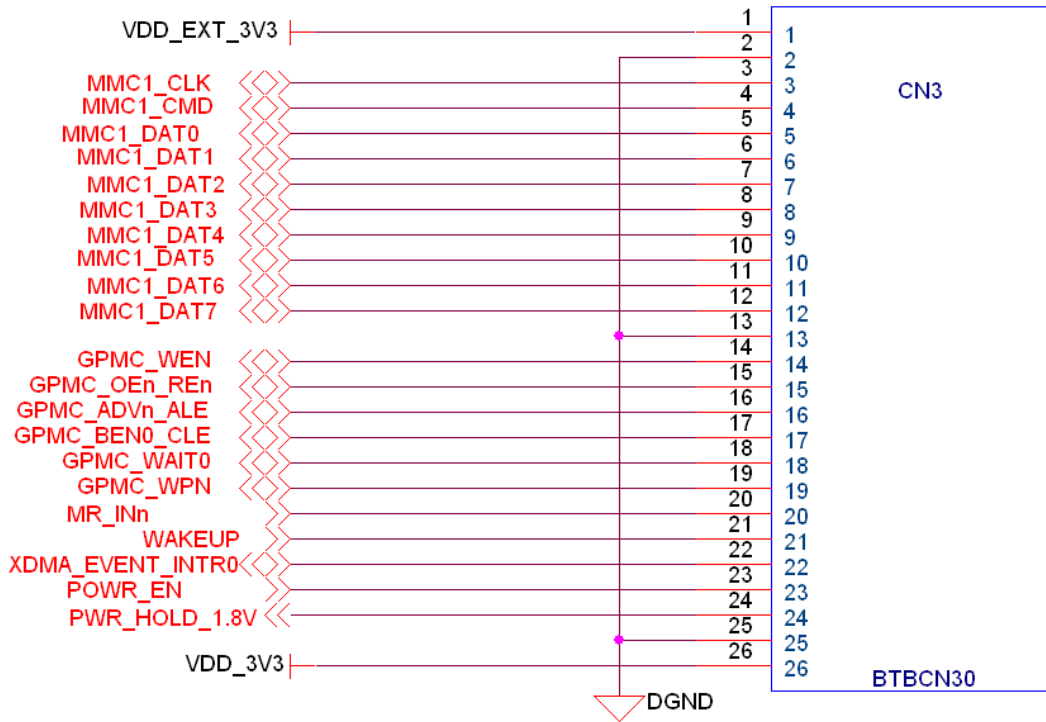 VDD_EXT_3V3 1 1
2 2
MMC1_CLK 3 3
CN3
MMC1_CMD 4 4
MMC1_DAT0 5 5
MMC1_DAT1 6 6
MMC1_DAT2 7 7
MMC1_DAT3 8 8
MMC1_DAT4 9 9
MMC1_DAT5 10 10
MMC1_DAT6 11 11
MMC1_DAT7 12 12
13 13
GPMC_WEN 14 14
GPMC_OEn_REn 15 15
GPMC_ADVn_ALE 16 16
GPMC_BEN0_CLE 17 17
GPMC_WAIT0 18 18
GPMC_WPN 19 19
MR_INn 20 20
WAKEUP 21 21
XDMA_EVENT_INTR0 22 22
POWR_EN 23 23
PWR_HOLD_1.8V 24 24
25 25
VDD_3V3 26 26
BTBCN30
DGND